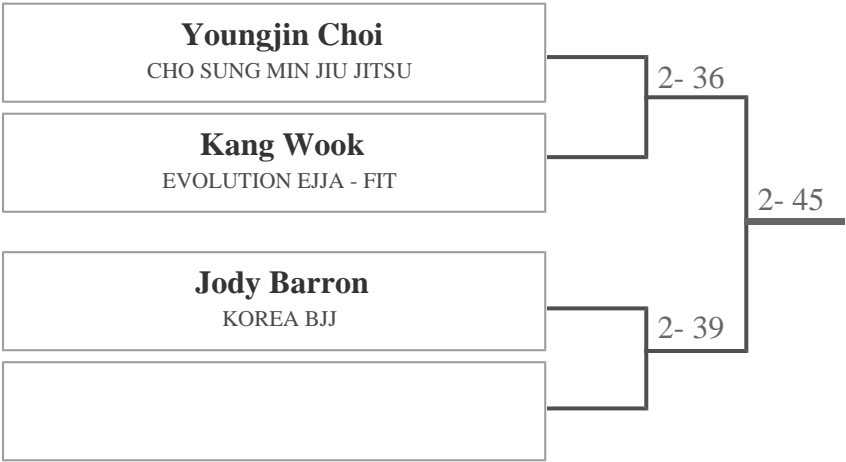 Youngjin Choi
CHO SUNG MIN JIU JITSU
2- 36
Kang Wook
EVOLUTION EJJA - FIT
2- 45
Jody Barron
KOREA BJJ
2- 39